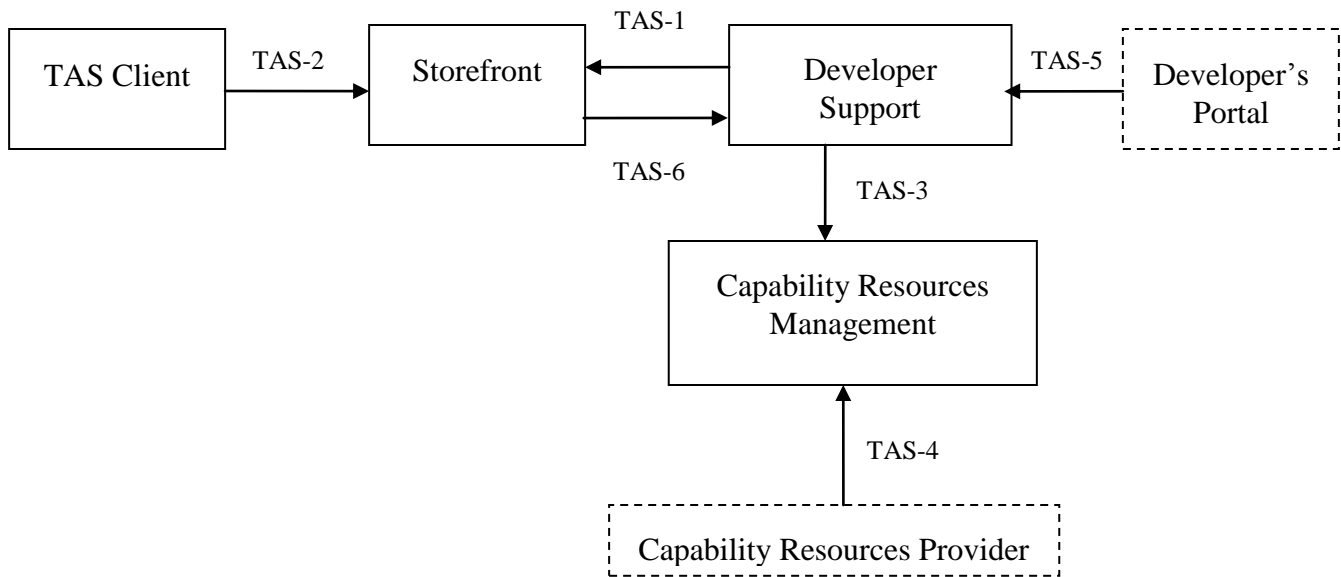 TAS-1
TAS Client
TAS-2
Storefront
Developer
Support
TAS-5
Developer's
Portal
TAS-6
TAS-3
Capability Resources
Management
TAS-4
Capability Resources Provider